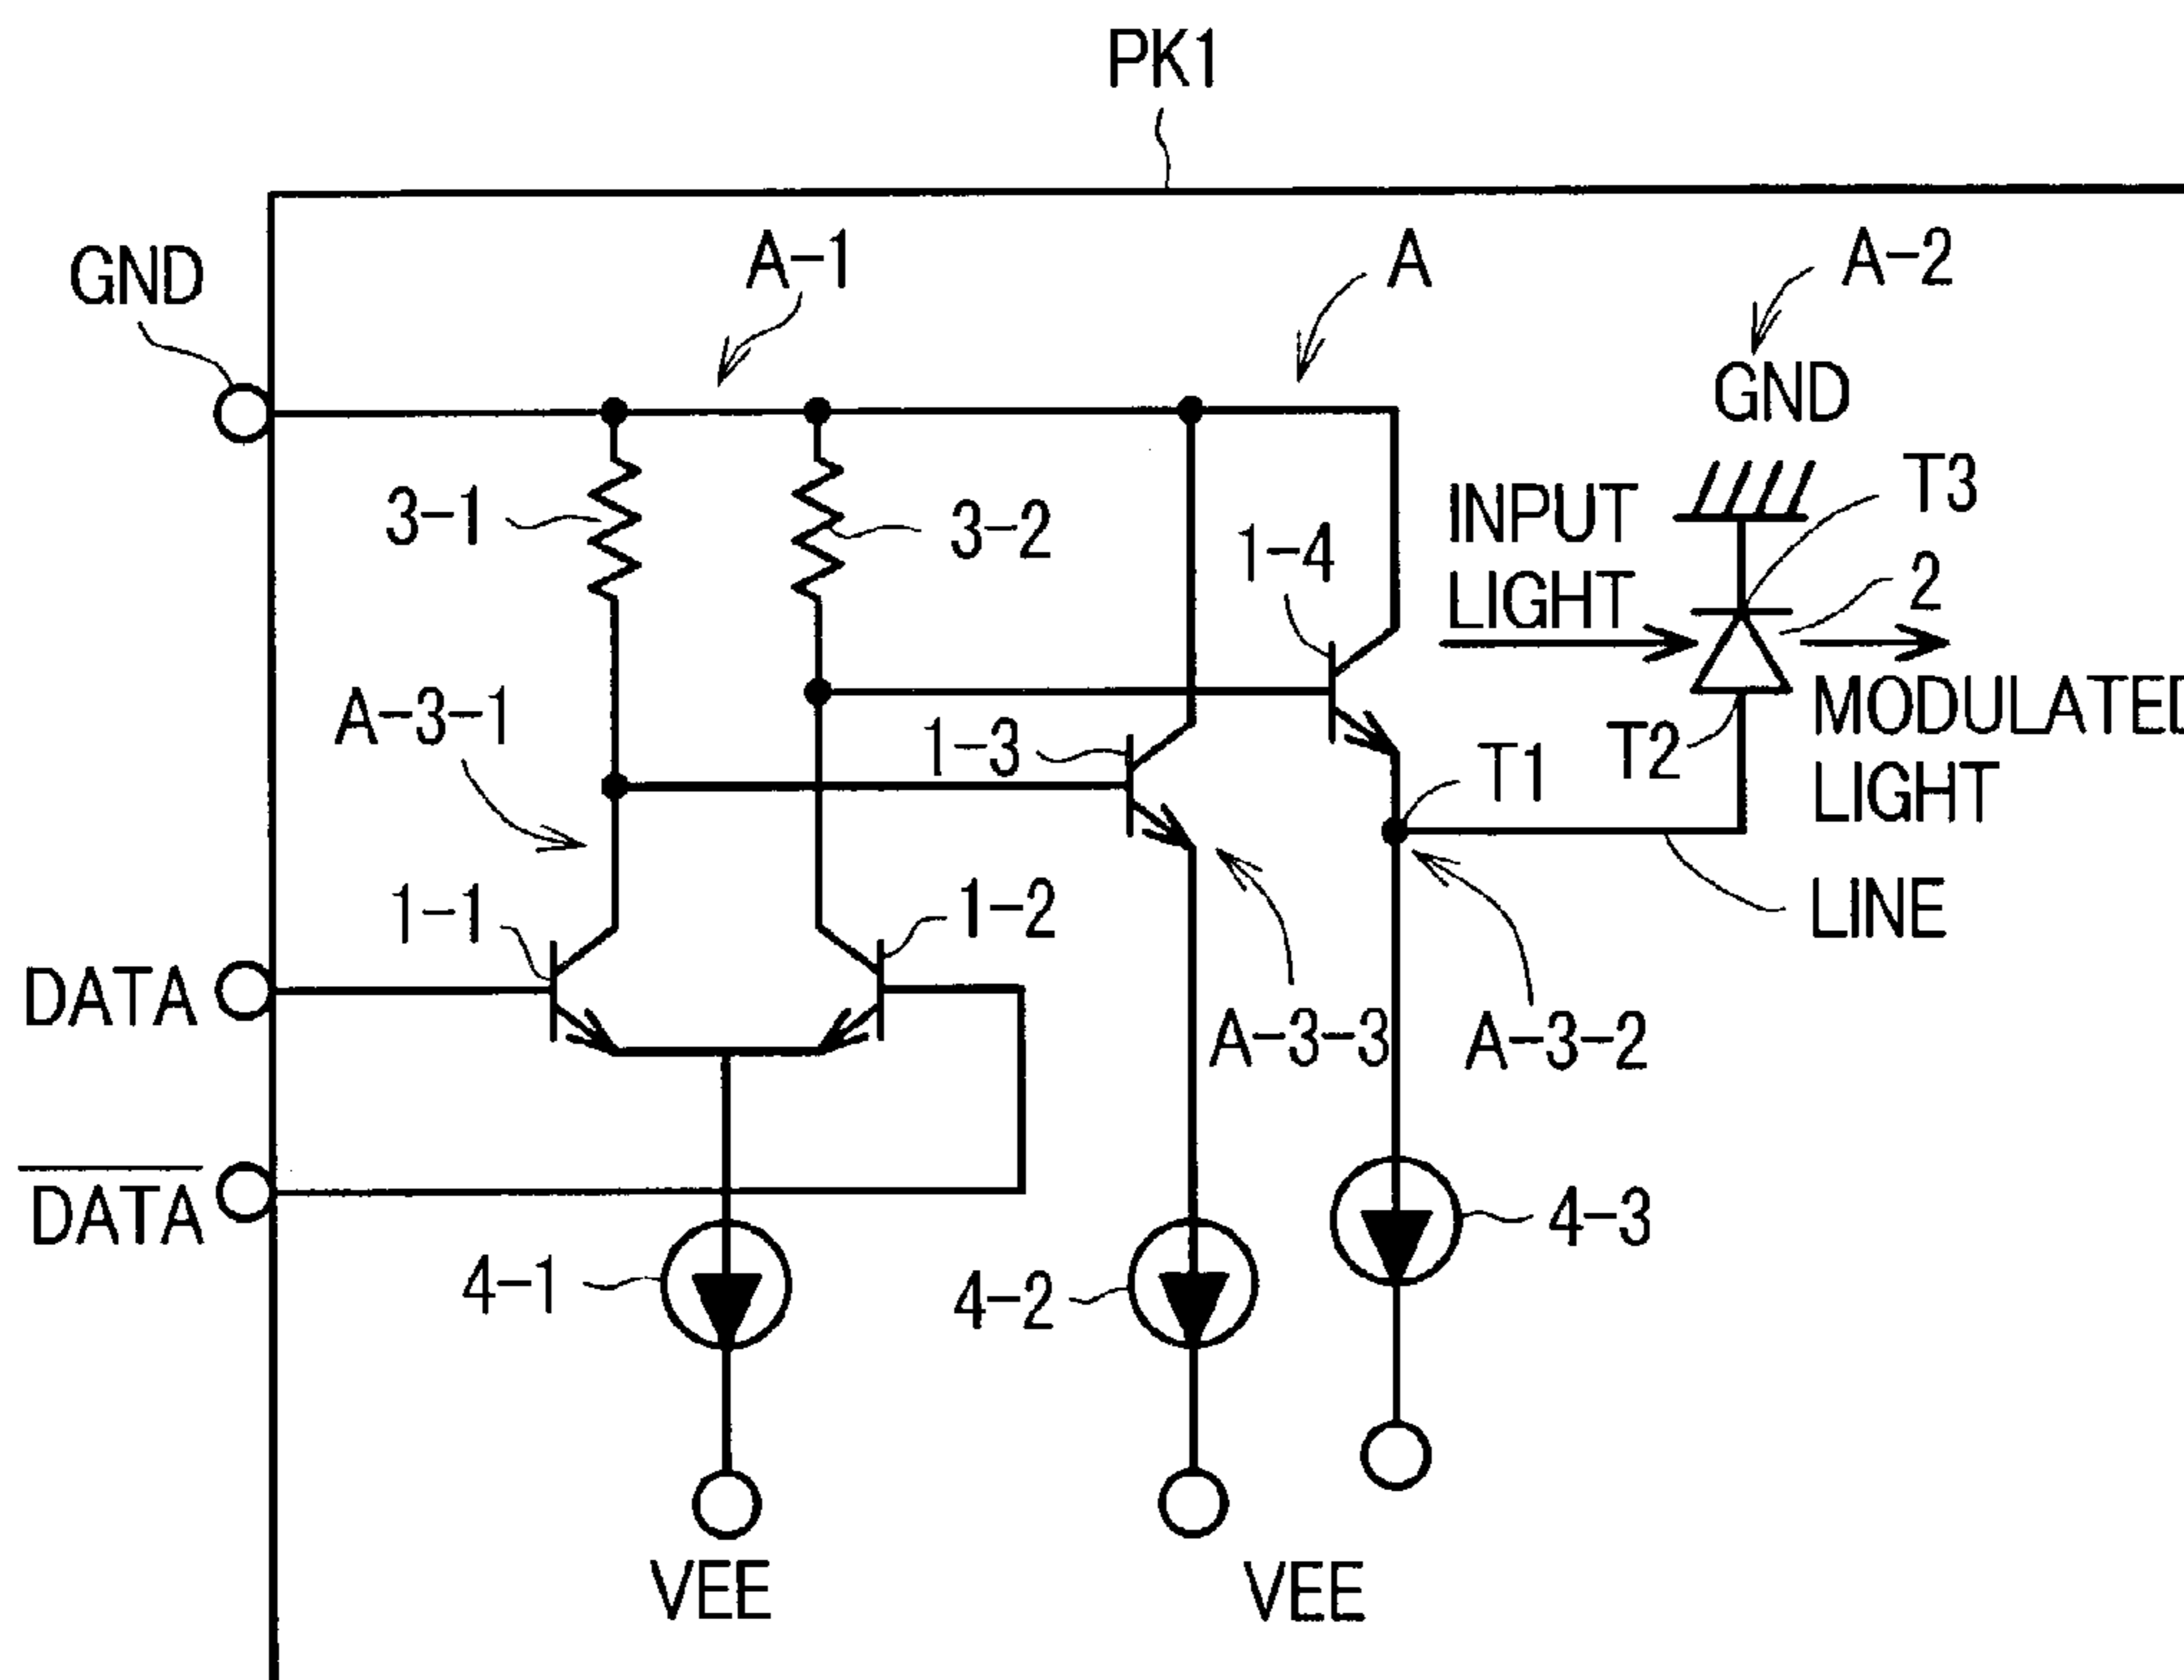 PK1
GND
A-1
A
A-2
GND
3-1
3-2
1-4
INPUT
LIGHT
T3
2
A-3-1
1-3
T1
T2
MODULATED
LIGHT
1-1
1-2
LINE
DATA
A-3-3
A-3-2
DATA
4-1
4-2
4-3
VEE
VEE